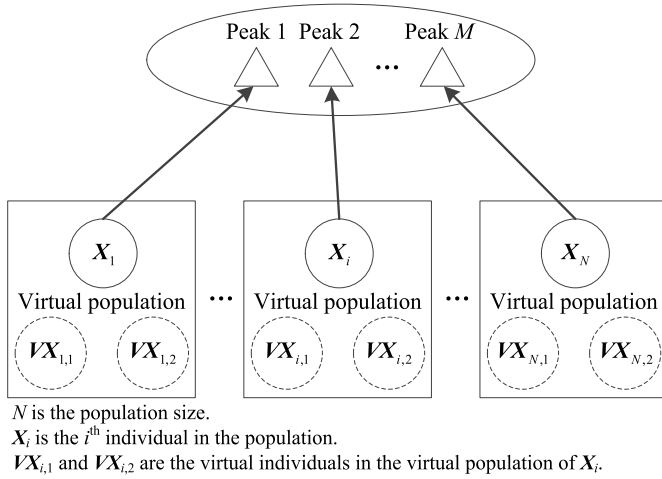 Peak 1 Peak 2 Peak M
...
X1 Xi XN
Virtual population ... Virtual population ... Virtual population
VX1,1 VX1,2 VXi,1 VXi,2 VXN,1 VXN,2
N is the population size.
Xi is the ith individual in the population.
VXi,1 and VXi,2 are the virtual individuals in the virtual population of Xi.